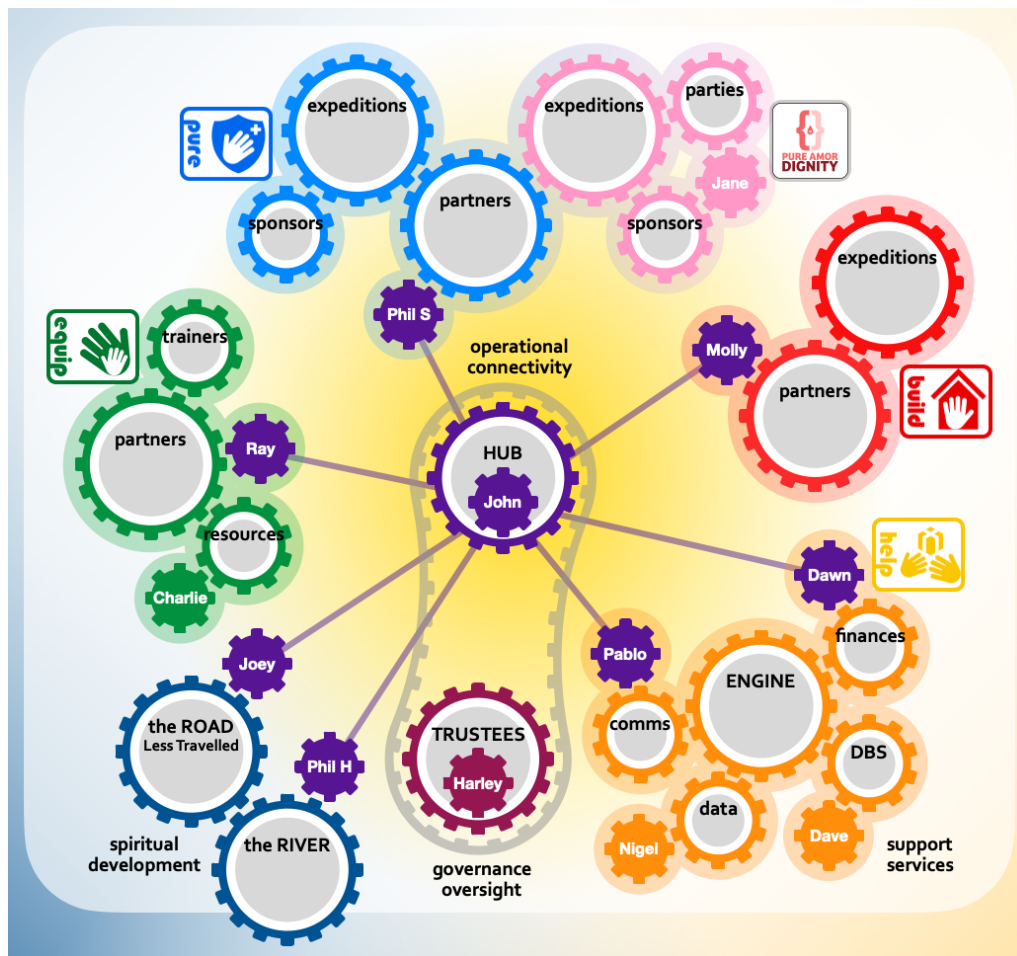 expeditions
pure
sponsors
partners
Phil S
expeditions
parties
Jane
sponsors
PURE AMOR
DIGNITY
expeditions
partners
Molly
build
equip
trainers
partners
Ray
resources
Charlie
operational
connectivity
HUB
John
Dawn
help
finances
Pablo
ENGINE
comms
DBS
data
Nigel
Dave
support
services
Joey
the ROAD
Less Travelled
Phil H
the RIVER
spiritual
development
TRUSTEES
Harley
governance
oversight